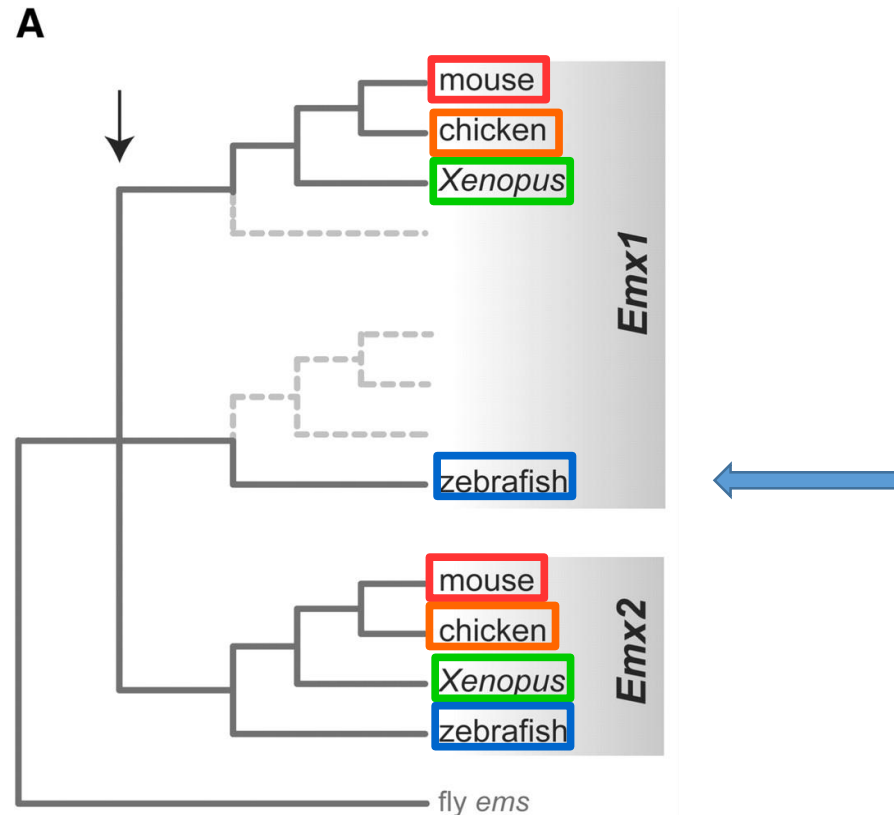 A
mouse
chicken
Xenopus
Emx1
zebrafish
mouse
chicken
Xenopus
Emx2
zebrafish
fly ems